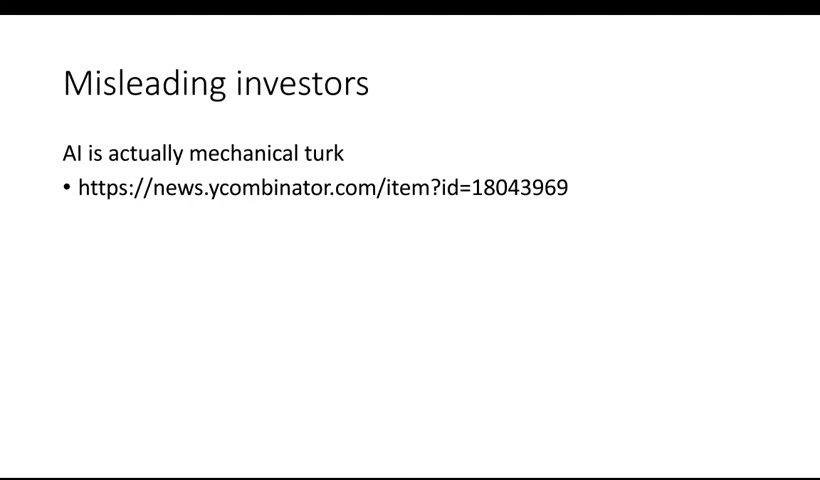 Misleading investors
AI is actually mechanical turk
• https://news.ycombinator.com/item?id=18043969